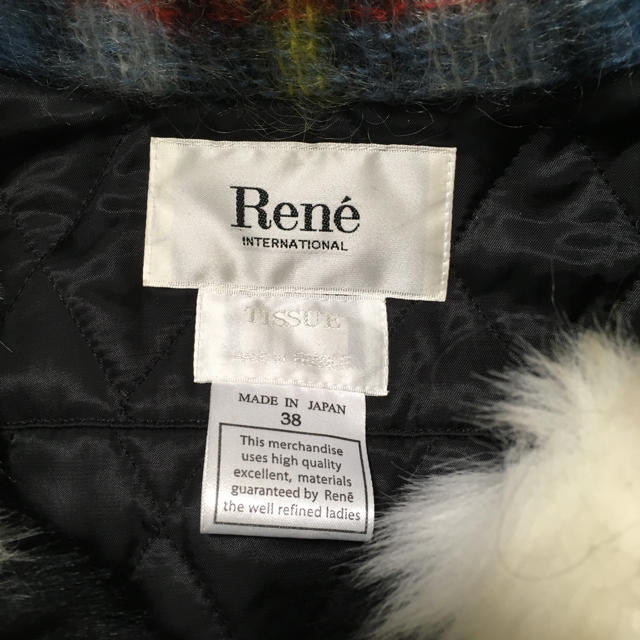 René
INTERNATIONAL
TISSUE
MADE IN JAPAN
38
This merchandise
uses high quality
excellent, materials
guaranteed by René
the well refined ladies